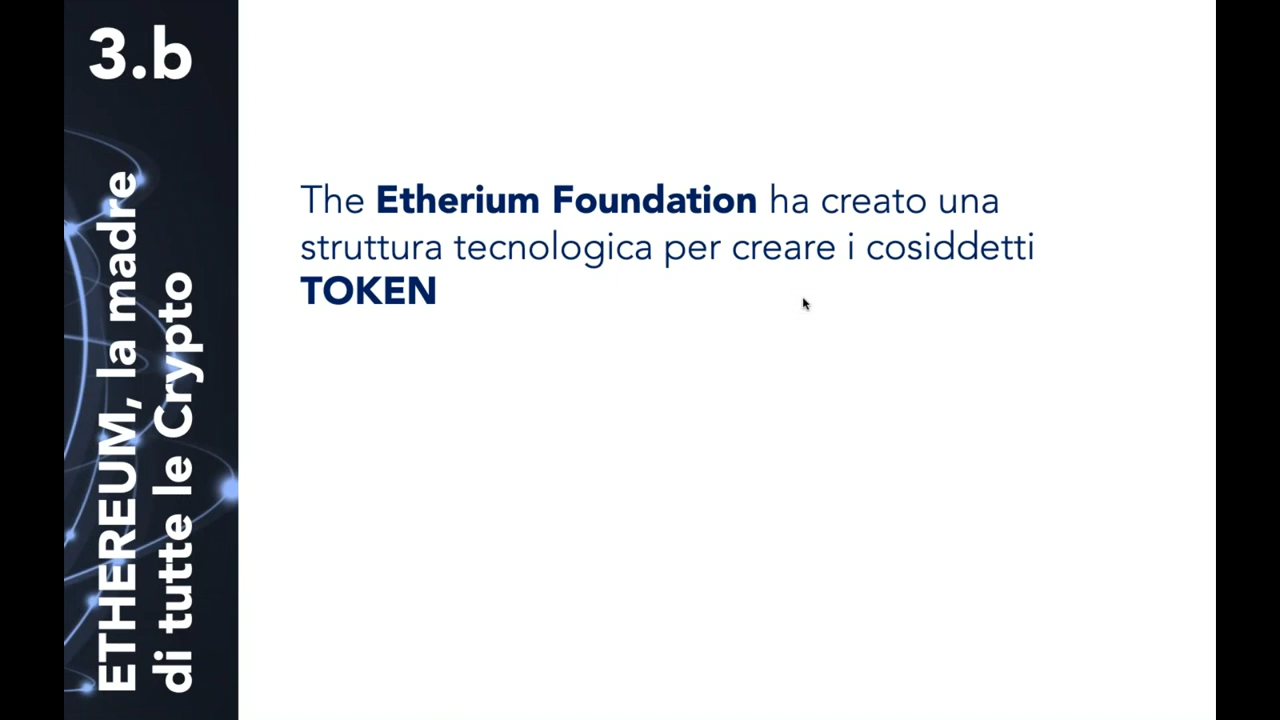 3.b
ETHEREUM, la madre
di tutte le Crypto
The Etherium Foundation ha creato una
struttura tecnologica per creare i cosiddetti
TOKEN